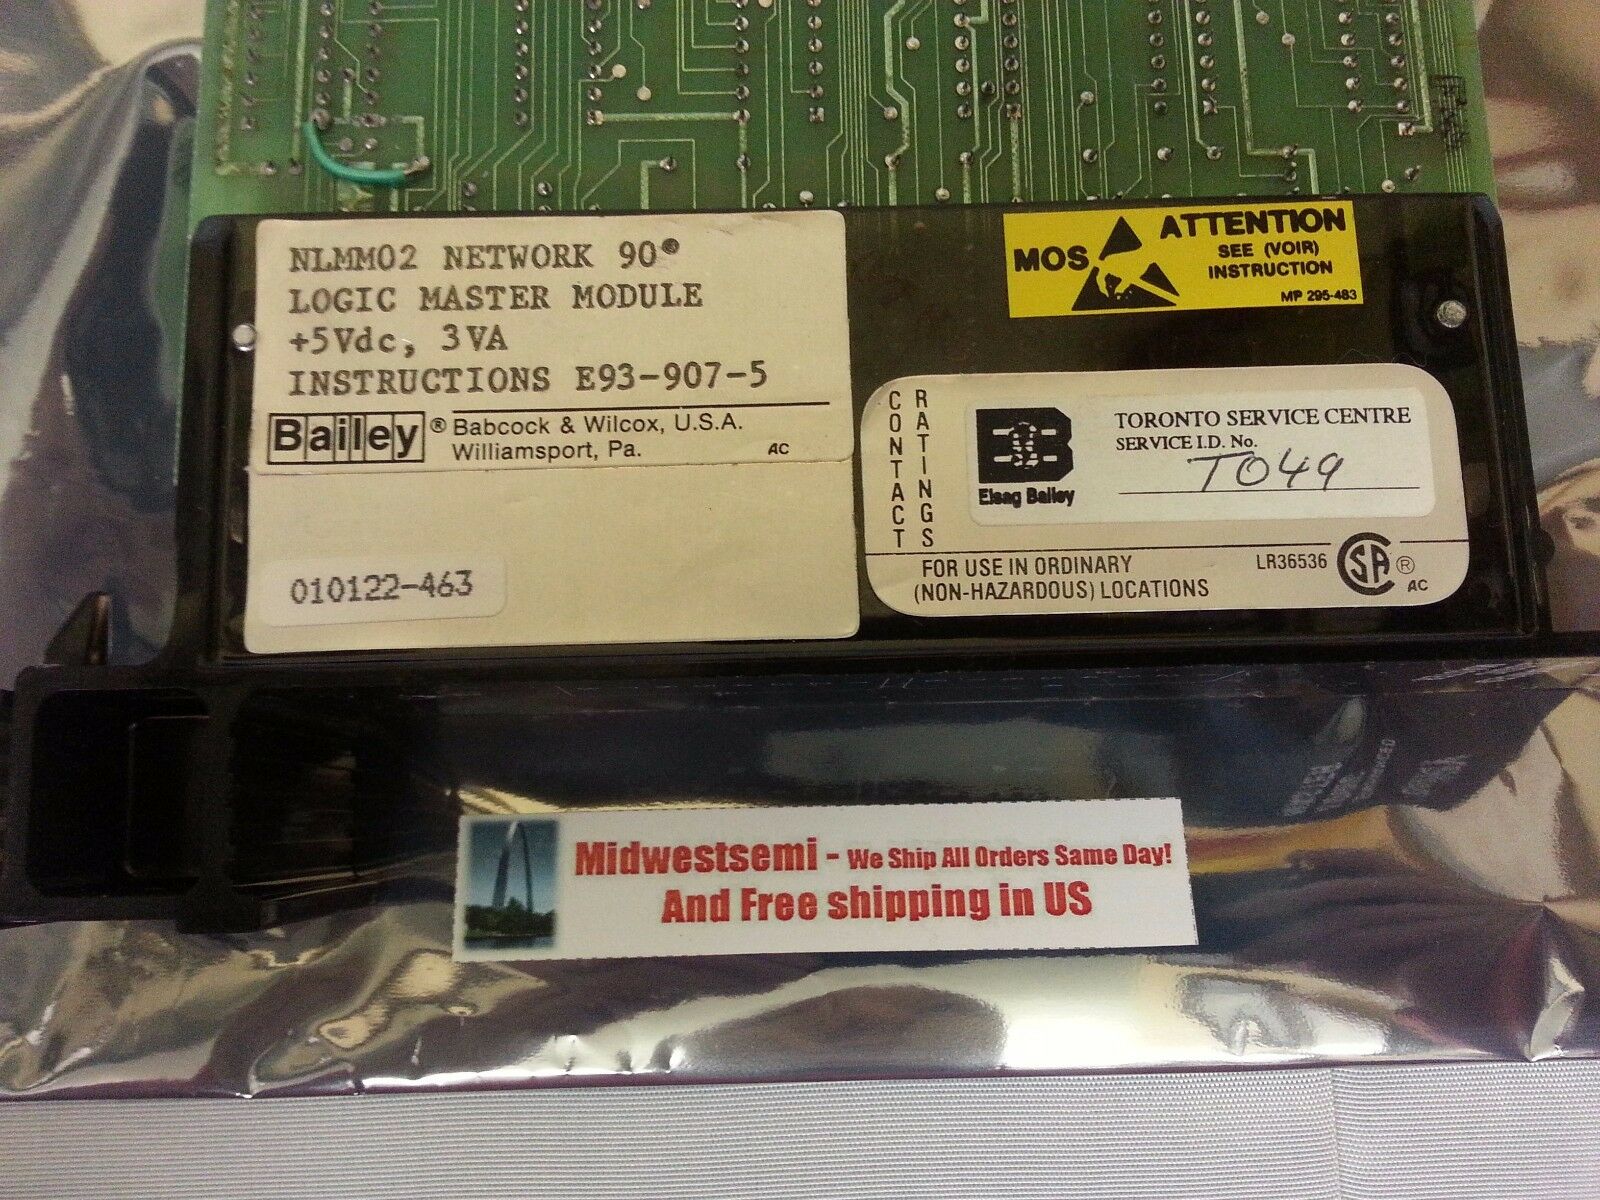 NLMM02 NETWORK 90®
LOGIC MASTER MODULE
+5Vdc, 3VA
INSTRUCTIONS E93-907-5
Bailey® Babcock & Wilcox, U.S.A.
Williamsport, Pa. AC
010122-463
MOS ATTENTION
SEE (VOIR)
INSTRUCTION
MP 295-483
CONTACT
RATINGS
Elsag Bailey
TORONTO SERVICE CENTRE
SERVICE I.D. No.
T049
FOR USE IN ORDINARY
(NON-HAZARDOUS) LOCATIONS
LR36536 SA ® AC
Midwestsemi - We Ship All Orders Same Day!
And Free shipping in US